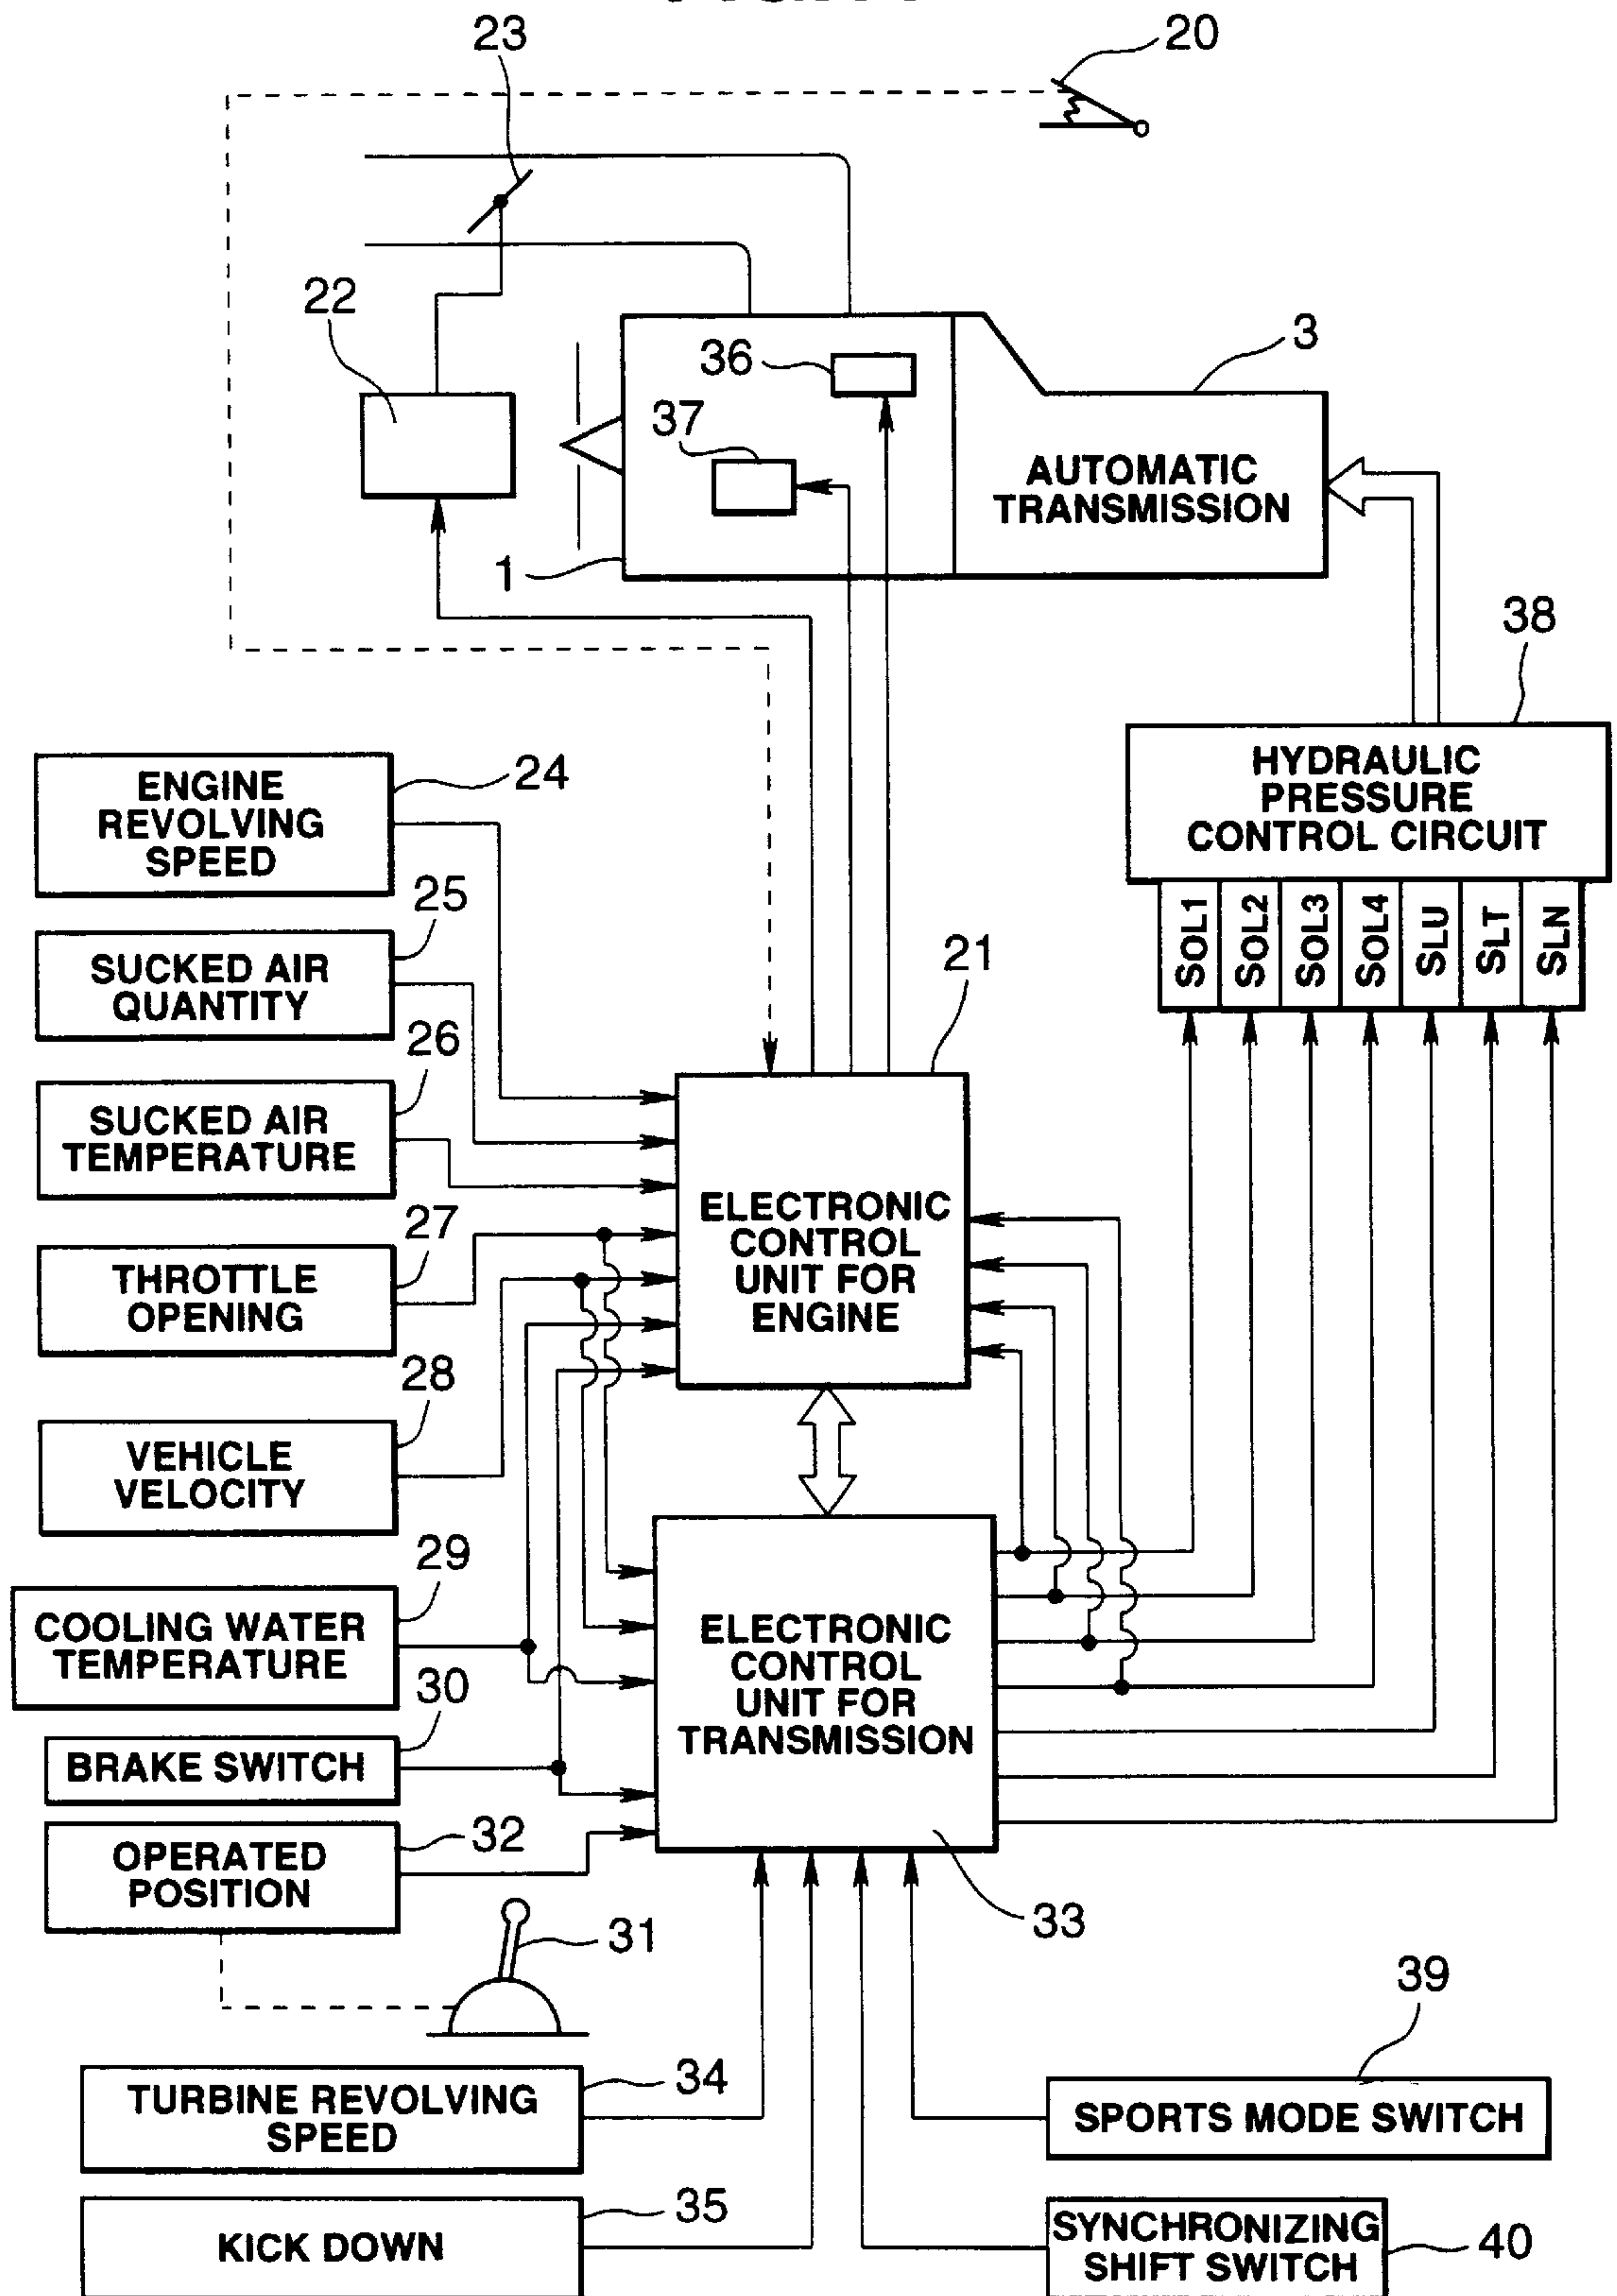 23
20
22
36
3
37
AUTOMATIC
TRANSMISSION
1
38
HYDRAULIC
PRESSURE
CONTROL CIRCUIT
SOL1
SOL2
SOL3
SOL4
SLU
SLT
SLN
ENGINE
REVOLVING
SPEED
24
SUCKED AIR
QUANTITY
25
21
SUCKED AIR
TEMPERATURE
26
THROTTLE
OPENING
27
ELECTRONIC
CONTROL
UNIT FOR
ENGINE
VEHICLE
VELOCITY
28
COOLING WATER
TEMPERATURE
29
ELECTRONIC
CONTROL
UNIT FOR
TRANSMISSION
BRAKE SWITCH
30
OPERATED
POSITION
32
33
31
39
TURBINE REVOLVING
SPEED
34
SPORTS MODE SWITCH
KICK DOWN
35
SYNCHRONIZING
SHIFT SWITCH
40